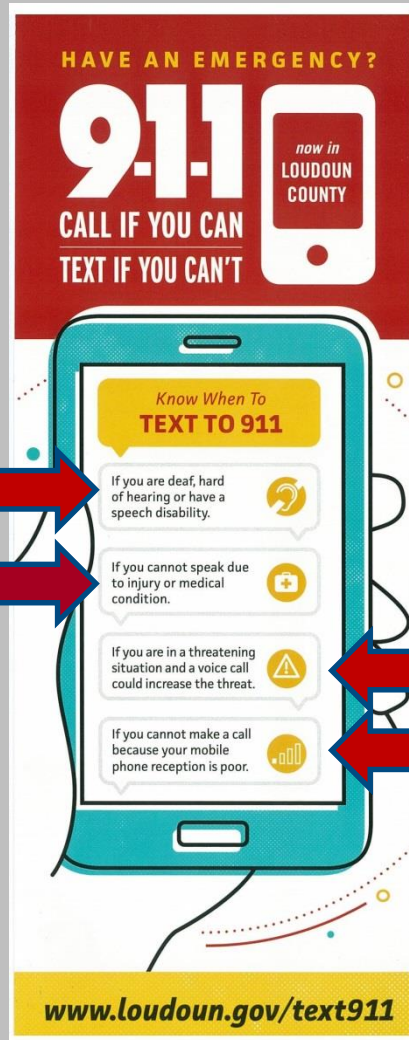 HAVE AN EMERGENCY?
9-1-1
CALL IF YOU CAN
TEXT IF YOU CAN'T
now in
LOUDOUN
COUNTY
Know When To
TEXT TO 911
If you are deaf, hard
of hearing or have a
speech disability.
If you cannot speak due
to injury or medical
condition.
If you are in a threatening
situation and a voice call
could increase the threat.
If you cannot make a call
because your mobile
phone reception is poor.
www.loudoun.gov/text911